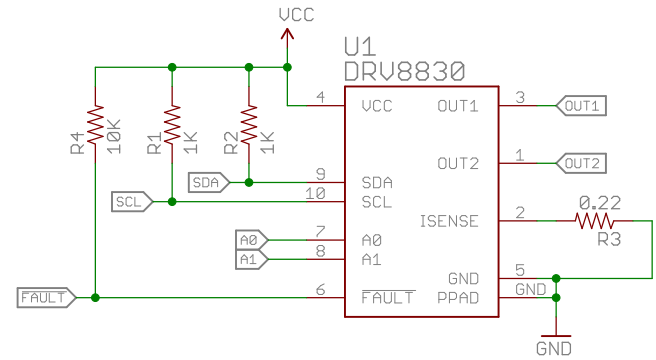 VCC
U1
DRV8830
R4 10K
R1 1K
R2 1K
4 VCC OUT1 3 OUT1
OUT2 1 OUT2
SDA 9 SDA
SCL 10 SCL
ISENSE 2 0.22
R3
A0 7 A0
A1 8 A1
GND 5
FAULT 6 FAULT PPAD GND
GND